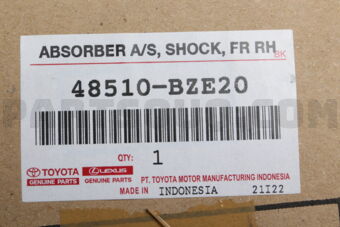 ABSORBER A/S, SHOCK, FR RH
BK
48510-BZE20
QTY: 1
TOYOTA
GENUINE PARTS
LEXUS
GENUINE PARTS
PT. TOYOTA MOTOR MANUFACTURING INDONESIA
MADE IN INDONESIA 21I22